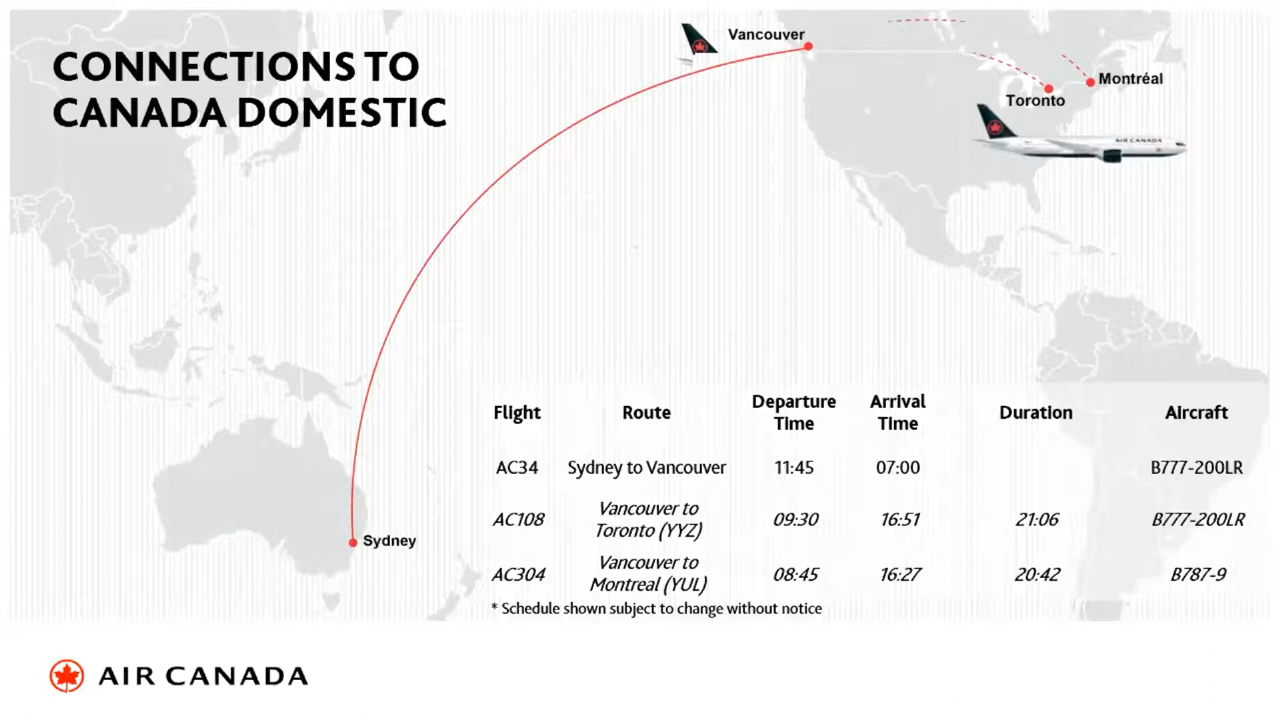 CONNECTIONS TO
CANADA DOMESTIC
Vancouver
Montréal
Toronto
AIR CANADA
Sydney
Flight Route Departure Time Arrival Time Duration Aircraft
AC34 Sydney to Vancouver 11:45 07:00 B777-200LR
AC108 Vancouver to Toronto (YYZ) 09:30 16:51 21:06 B777-200LR
AC304 Vancouver to Montreal (YUL) 08:45 16:27 20:42 B787-9
* Schedule shown subject to change without notice
AIR CANADA